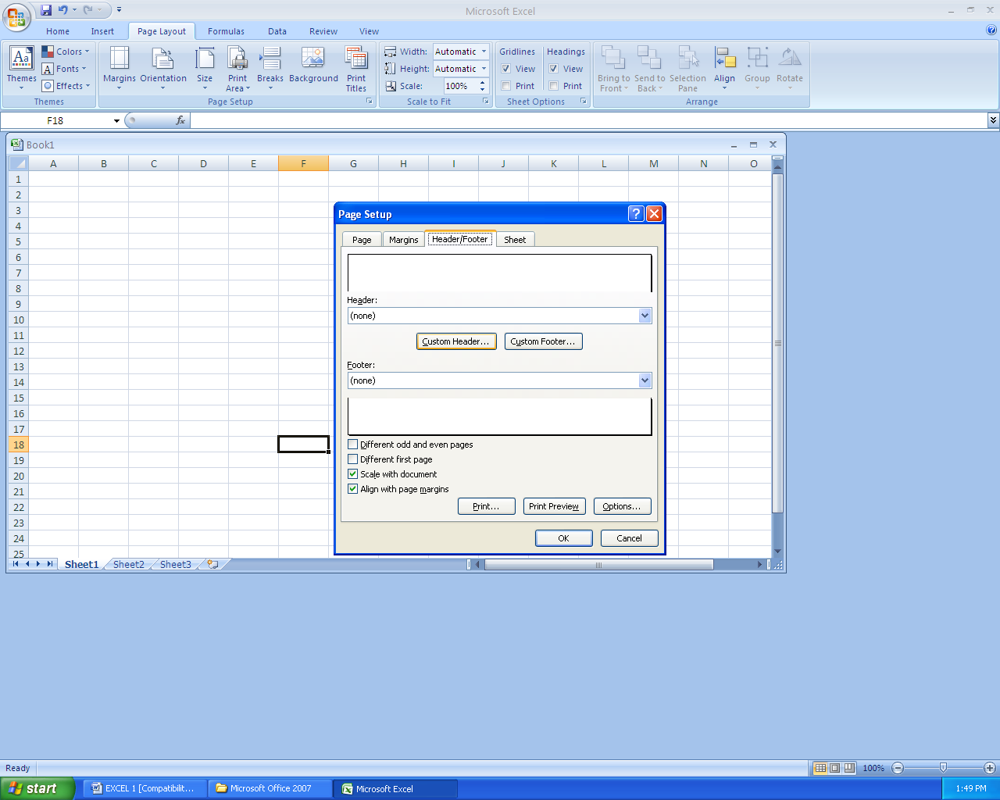 Microsoft Excel
Home Insert Page Layout Formulas Data Review View
Themes Colors Fonts Effects Themes
Margins Orientation Size Print Area Breaks Background Print Titles Page Setup
Width: Automatic
Height: Automatic
Scale: 100%
Scale to Fit
Gridlines Headings
View View
Print Print
Sheet Options
Bring to Front Send to Back Selection Pane Align Group Rotate
Arrange
F18 fx
Book1
A B C D E F G H I J K L M N O
1
2
3
4
5
6
7
8
9
10
11
12
13
14
15
16
17
18
19
20
21
22
23
24
25
Page Setup
Page Margins Header/Footer Sheet
Header:
(none)
Custom Header... Custom Footer...
Footer:
(none)
Different odd and even pages
Different first page
Scale with document
Align with page margins
Print... Print Preview Options...
OK Cancel
Sheet1 Sheet2 Sheet3
Ready 100%
start EXCEL 1 [Compatibilit... Microsoft Office 2007 Microsoft Excel 1:49 PM